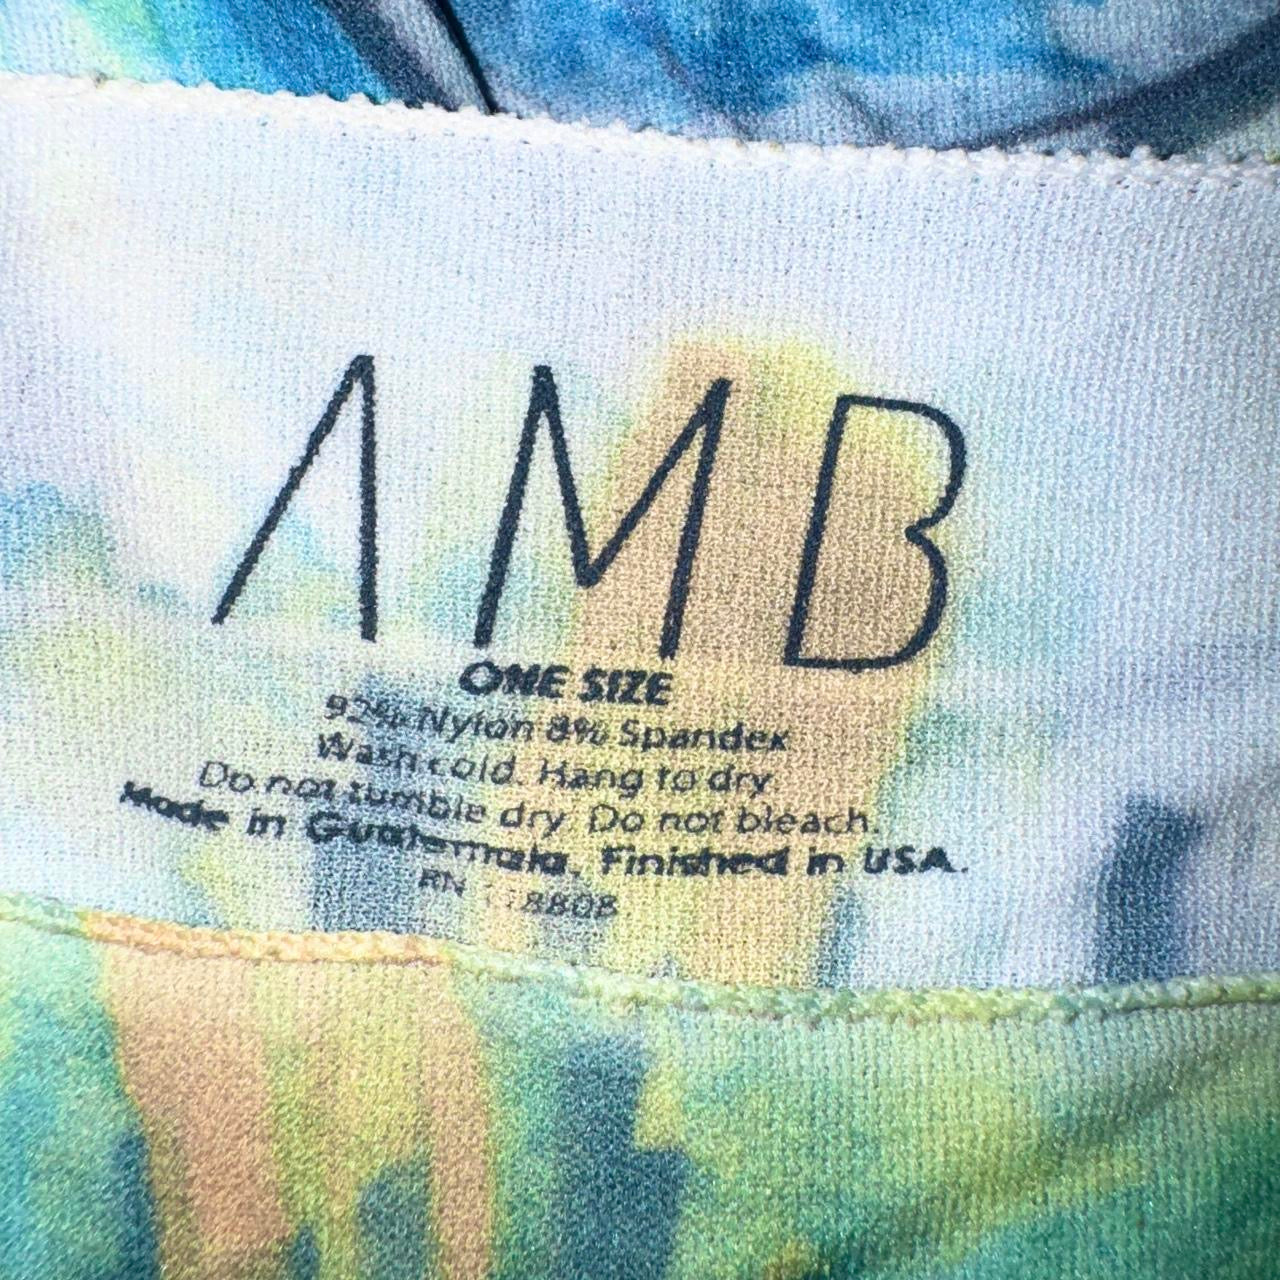 AMB
ONE SIZE
92% Nylon 8% Spandex
Wash cold. Hang to dry.
Do not tumble dry. Do not bleach.
Made in Guatemala. Finished in USA.
RN